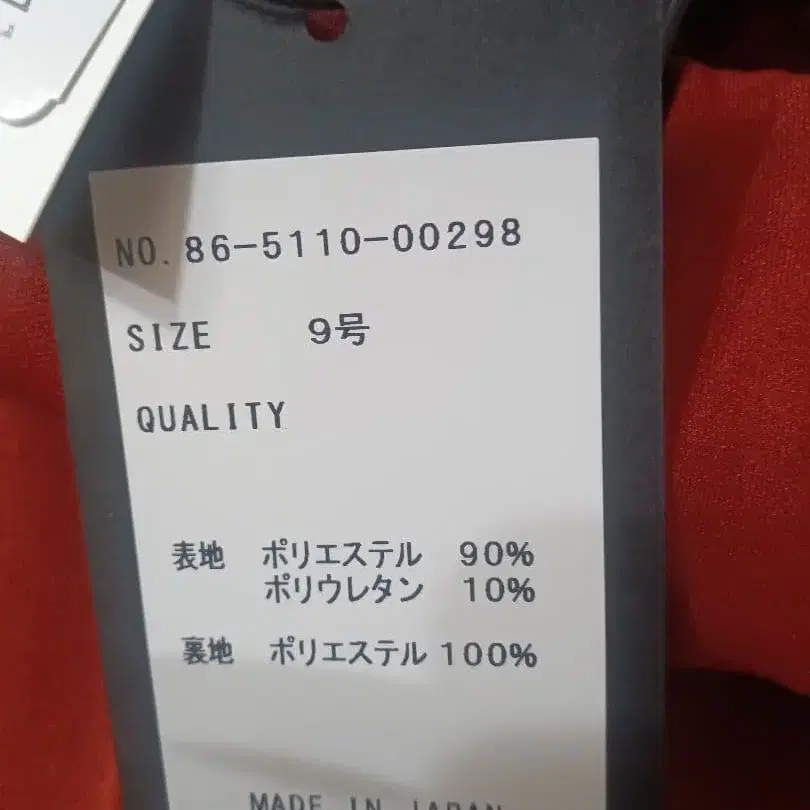 NO. 86-5110-00298
SIZE 9号
QUALITY
表地 ポリエステル 90%
ポリウレタン 10%
裏地 ポリエステル 100%
MADE IN JAPAN